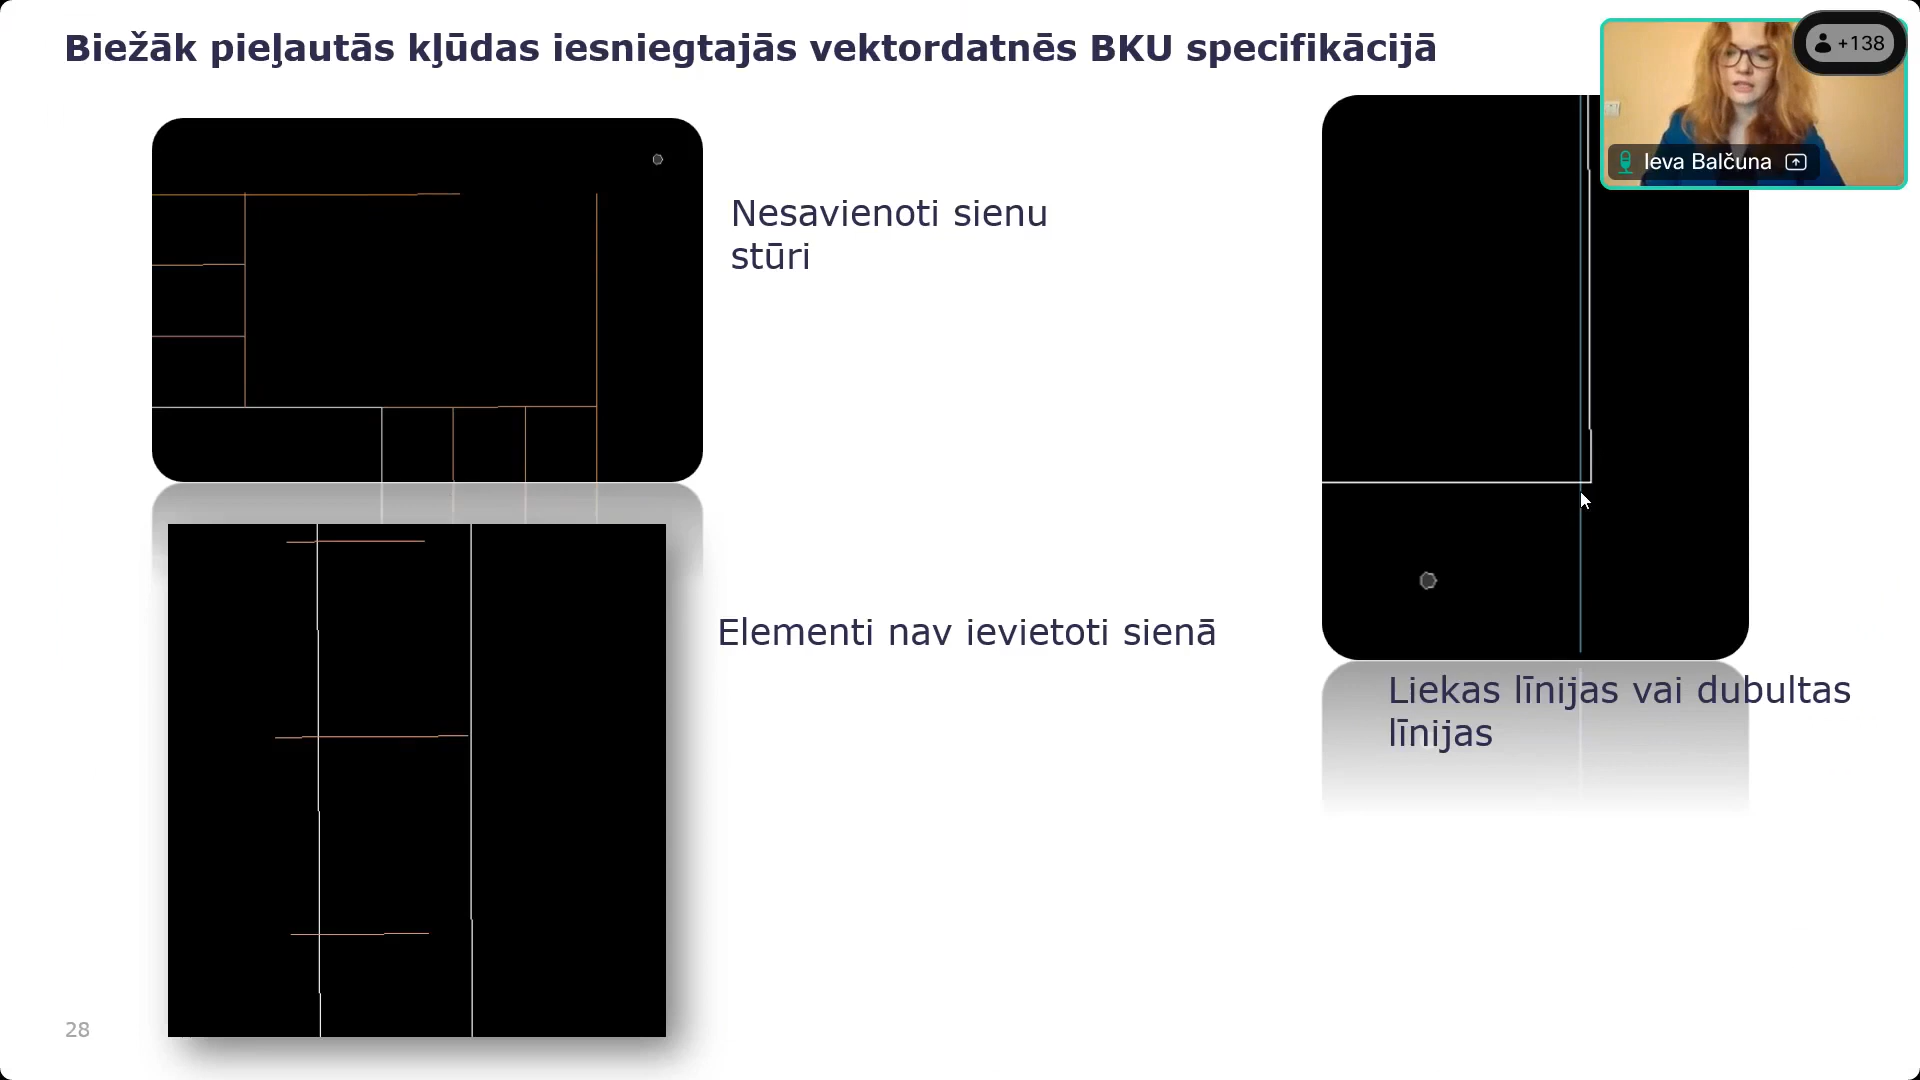 Biežāk pieļautās kļūdas iesniegtajās vektordatnēs BKU specifikācijā
+138
Ieva Balčuna
Nesavienoti sienu
stūri
Elementi nav ievietoti sienā
Liekas līnijas vai dubultas
līnijas
28